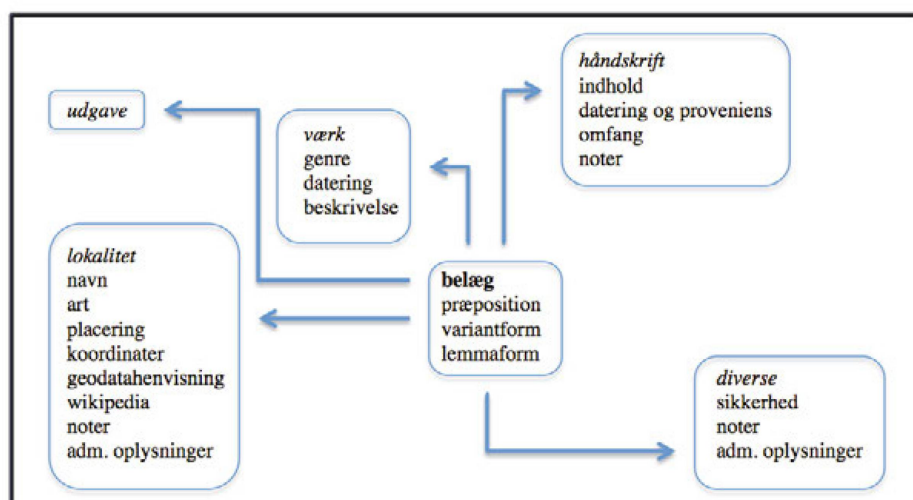 udgave
værk
genre
datering
beskrivelse
håndskrift
indhold
datering og proveniens
omfang
noter
lokalitet
navn
art
placering
koordinater
geodatahenvisning
wikipedia
noter
adm. oplysninger
belæg
præposition
variantform
lemmaform
diverse
sikkerhed
noter
adm. oplysninger